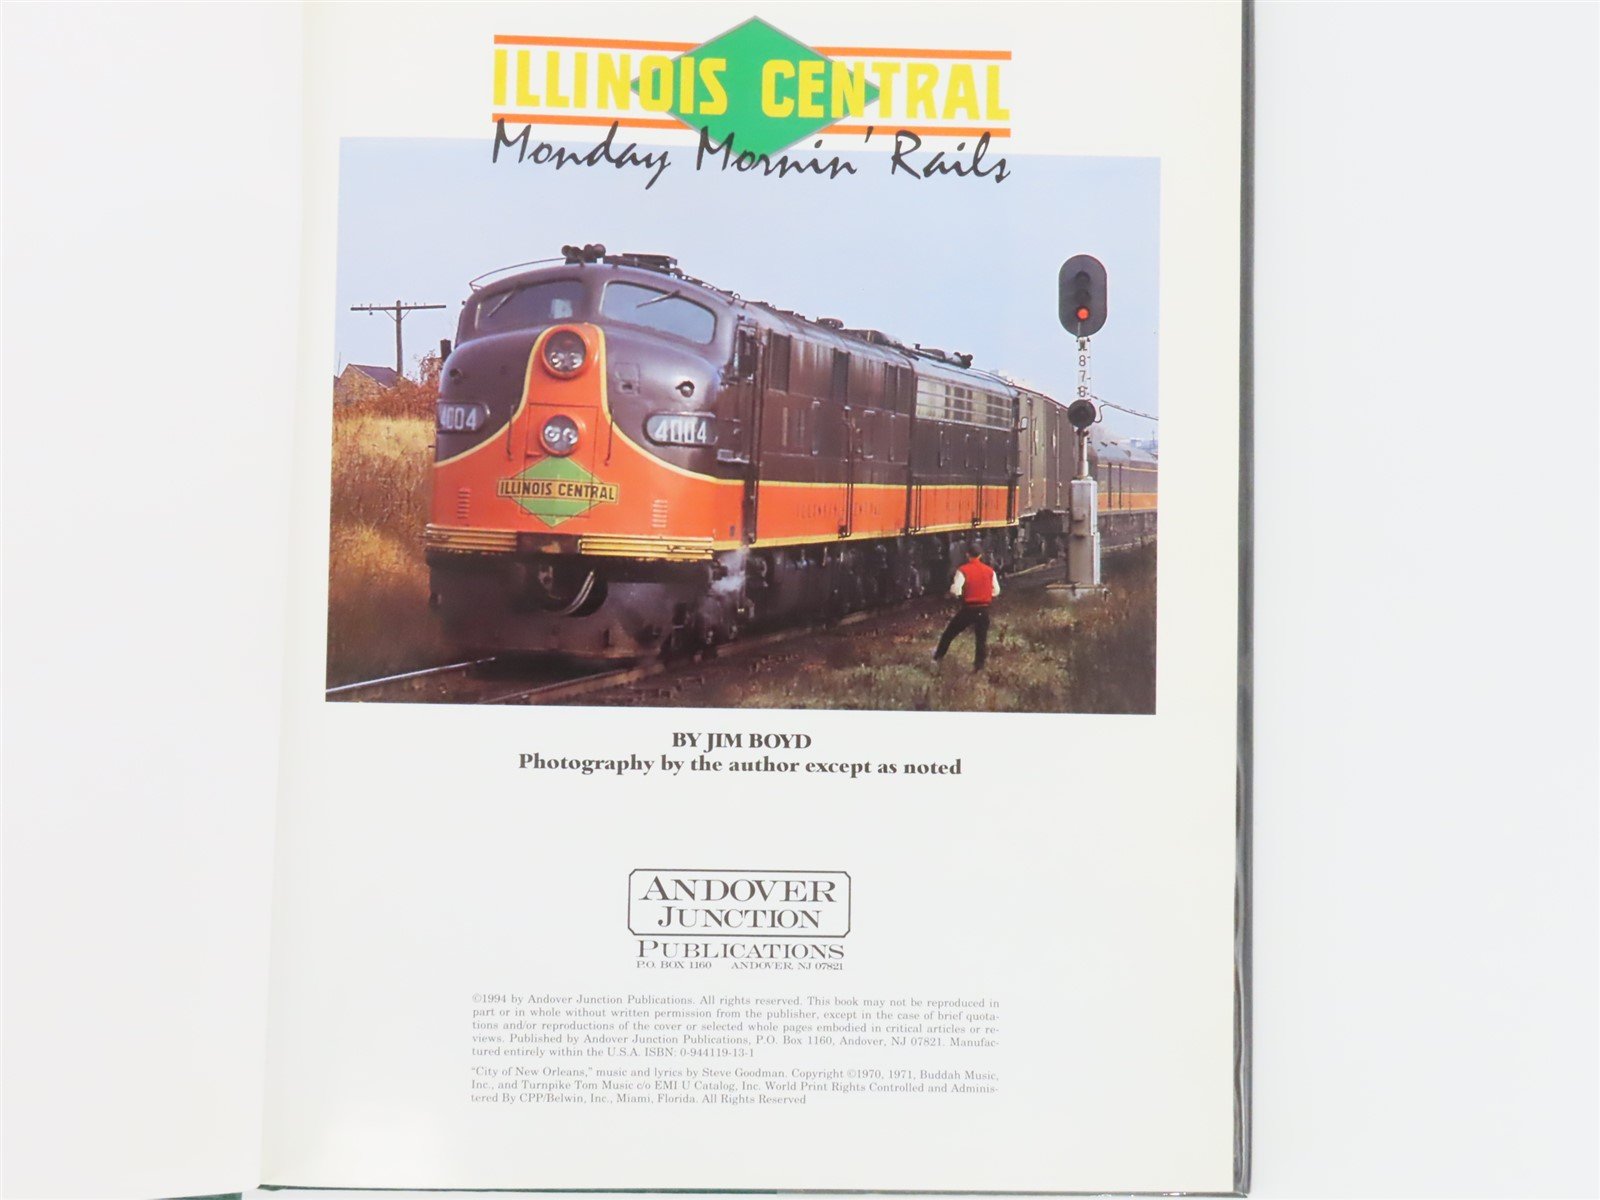 ILLINOIS CENTRAL
Monday Mornin' Rails
4004
4004
8
7
ILLINOIS CENTRAL
ILLINOIS CENTRAL
BY JIM BOYD
Photography by the author except as noted
ANDOVER
JUNCTION
PUBLICATIONS
P.O. BOX 1160 ANDOVER, NJ 07821
©1994 by Andover Junction Publications. All rights reserved. This book may not be reproduced in
part or in whole without written permission from the publisher, except in the case of brief quota-
tions and/or reproductions of the cover or selected whole pages embodied in critical articles or re-
views. Published by Andover Junction Publications, P.O. Box 1160, Andover, NJ 07821. Manufac-
tured entirely within the U.S.A. ISBN: 0-944119-13-1
"City of New Orleans," music and lyrics by Steve Goodman. Copyright ©1970, 1971, Buddah Music,
Inc., and Turnpike Tom Music c/o EMI U Catalog, Inc. World Print Rights Controlled and Adminis-
tered By CPP/Belwin, Inc., Miami, Florida. All Rights Reserved